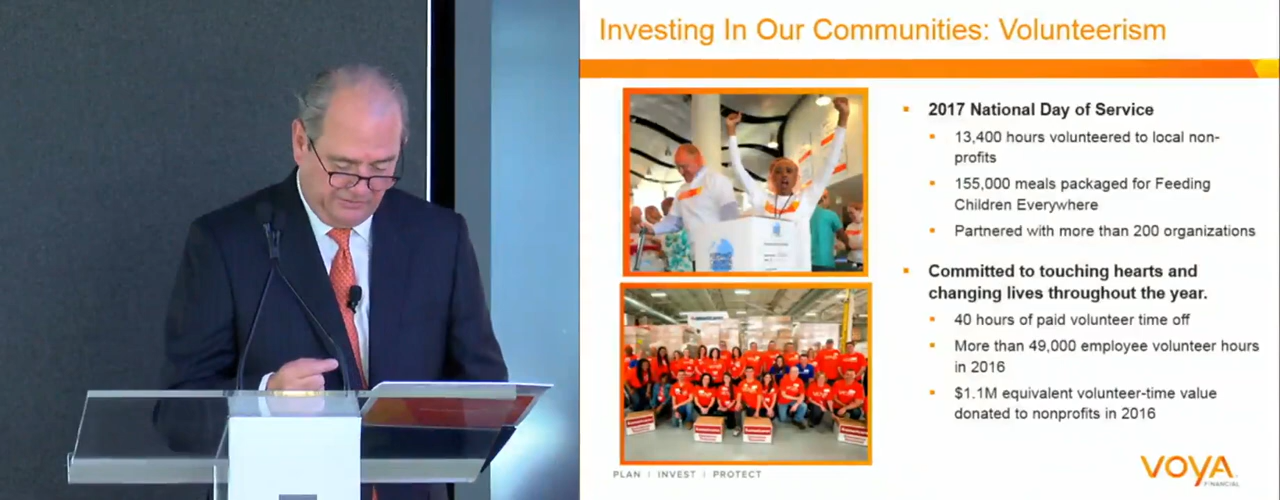 Investing In Our Communities: Volunteerism
2017 National Day of Service
13,400 hours volunteered to local non-
profits
155,000 meals packaged for Feeding
Children Everywhere
Partnered with more than 200 organizations
Committed to touching hearts and
changing lives throughout the year.
40 hours of paid volunteer time off
More than 49,000 employee volunteer hours
in 2016
$1.1M equivalent volunteer-time value
donated to nonprofits in 2016
PLAN | INVEST | PROTECT
VOYA
FINANCIAL